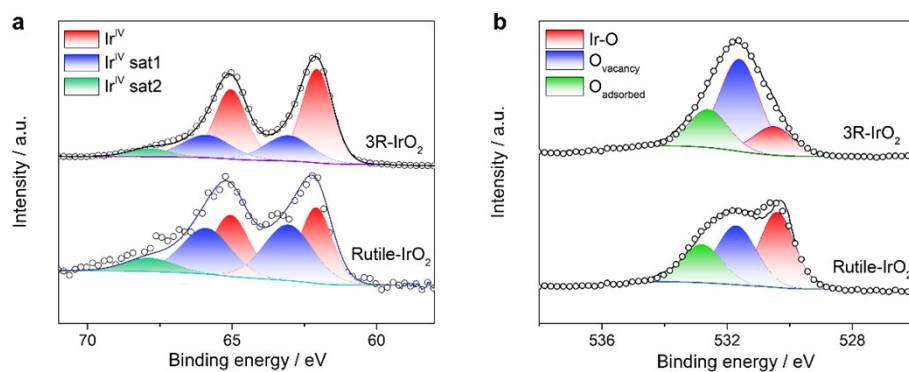 a
Ir^IV
Ir^IV sat1
Ir^IV sat2
3R-IrO₂
Rutile-IrO₂
Intensity / a.u.
70
65
60
Binding energy / eV
b
Ir-O
O_vacancy
O_adsorbed
3R-IrO₂
Rutile-IrO₂
Intensity / a.u.
536
532
528
Binding energy / eV